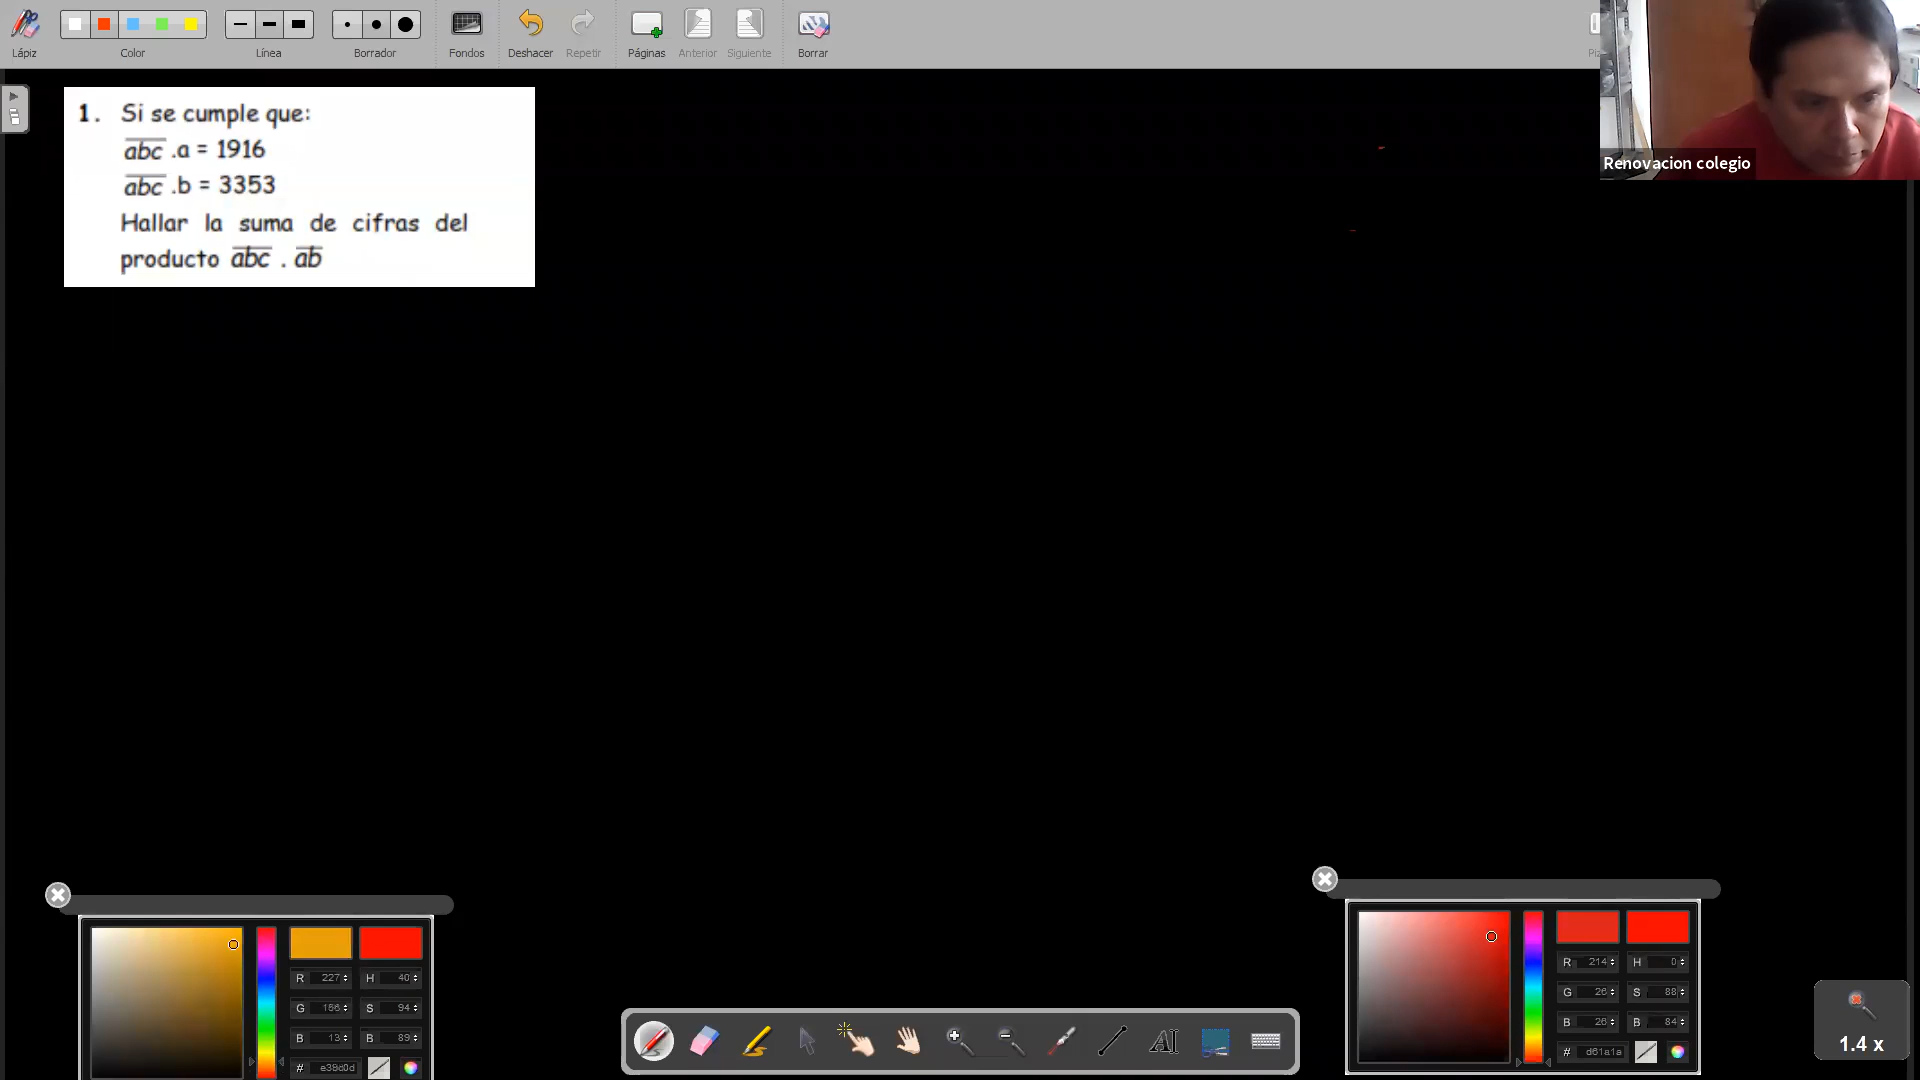 Lápiz
Color
Línea
Borrador
Fondos
Deshacer
Repetir
Páginas
Anterior
Siguiente
Borrar
Renovacion colegio
1. Si se cumple que:
abc .a = 1916
abc .b = 3353
Hallar la suma de cifras del
producto abc . ab
R 227 H 40
G 156 S 94
B 13 B 89
# e39c0d
R 214 H 0
G 26 S 88
B 26 B 84
# d61a1a
1.4 x